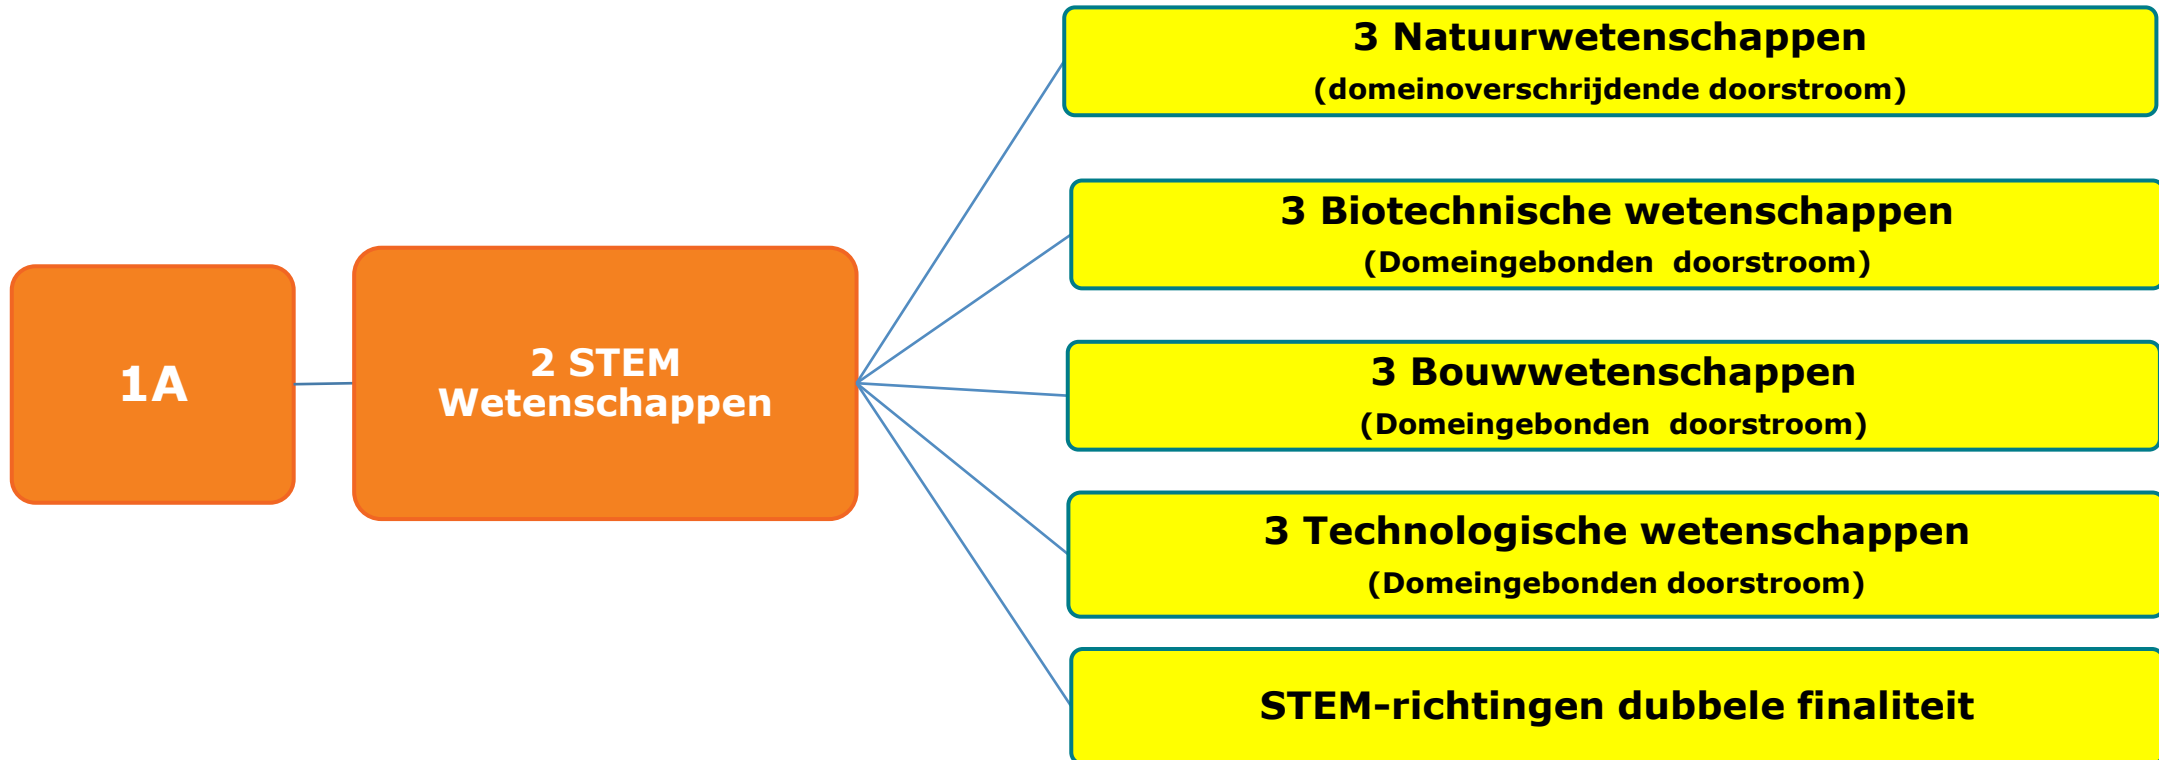 1A
2 STEM
Wetenschappen
3 Natuurwetenschappen
(domeinoverschrijdende doorstroom)
3 Biotechnische wetenschappen
(Domeingebonden  doorstroom)
3 Bouwwetenschappen
(Domeingebonden  doorstroom)
3 Technologische wetenschappen
(Domeingebonden doorstroom)
STEM-richtingen dubbele finaliteit